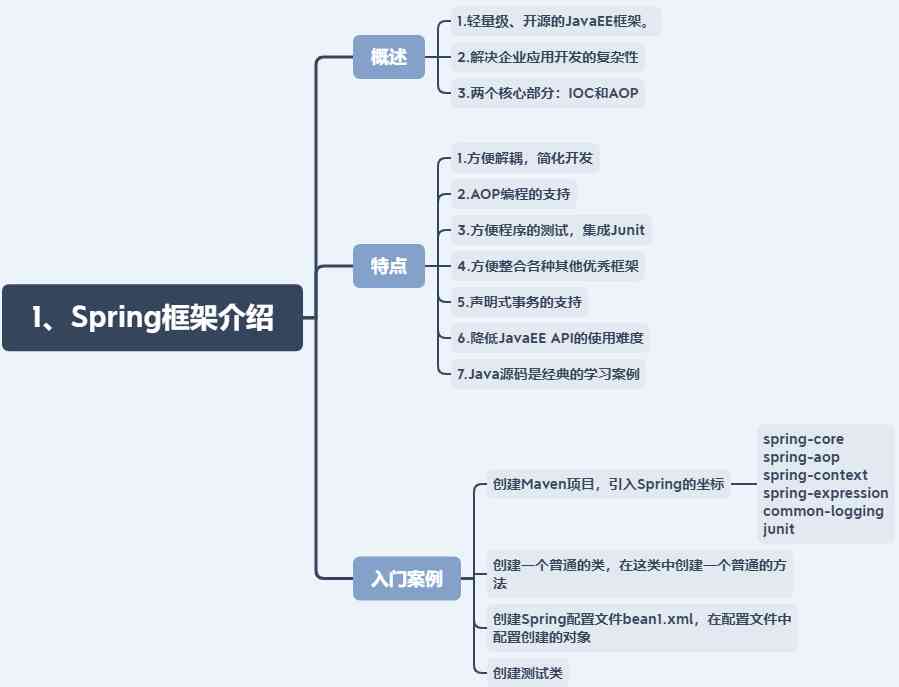 1、Spring框架介绍
概述
1.轻量级、开源的JavaEE框架。
2.解决企业应用开发的复杂性
3.两个核心部分：IOC和AOP
特点
1.方便解耦，简化开发
2.AOP编程的支持
3.方便程序的测试，集成Junit
4.方便整合各种其他优秀框架
5.声明式事务的支持
6.降低JavaEE API的使用难度
7.Java源码是经典的学习案例
入门案例
创建Maven项目，引入Spring的坐标
spring-core
spring-aop
spring-context
spring-expression
common-logging
junit
创建一个普通的类，在这类中创建一个普通的方
法
创建Spring配置文件bean1.xml，在配置文件中
配置创建的对象
创建测试类